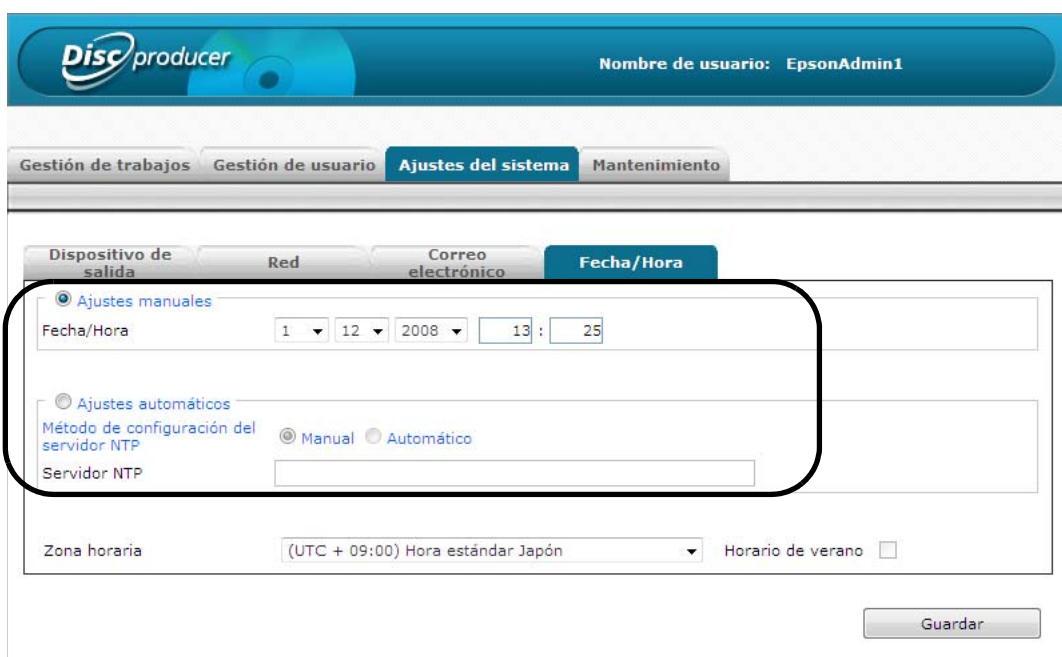 Disc producer
Nombre de usuario: EpsonAdmin1
Gestión de trabajos Gestión de usuario Ajustes del sistema Mantenimiento
Dispositivo de salida Red Correo electrónico Fecha/Hora
Ajustes manuales
Fecha/Hora 1 12 2008 13 : 25
Ajustes automáticos
Método de configuración del
servidor NTP Manual Automático
Servidor NTP
Zona horaria (UTC + 09:00) Hora estándar Japón Horario de verano
Guardar